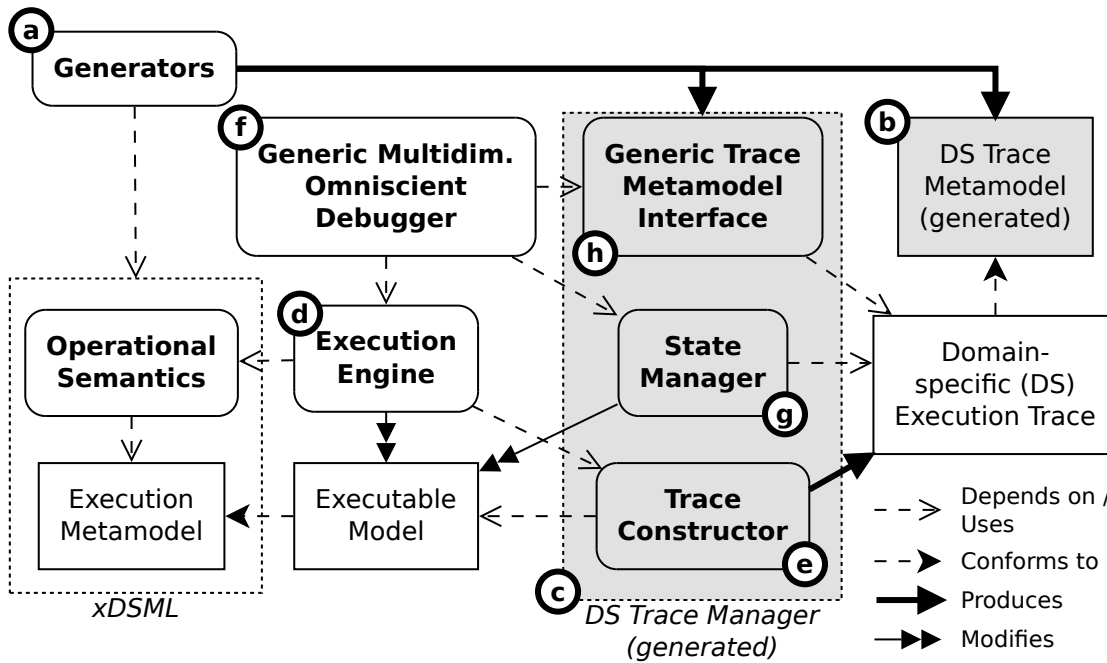 a
Generators
f
Generic Multidim.
Omniscient
Debugger
Generic Trace
Metamodel
Interface
h
b
DS Trace
Metamodel
(generated)
Operational
Semantics
d
Execution
Engine
State
Manager
g
Domain-
specific (DS)
Execution Trace
Execution
Metamodel
Executable
Model
Trace
Constructor
e
c
xDSML
DS Trace Manager
(generated)
Depends on /
Uses
Conforms to
Produces
Modifies